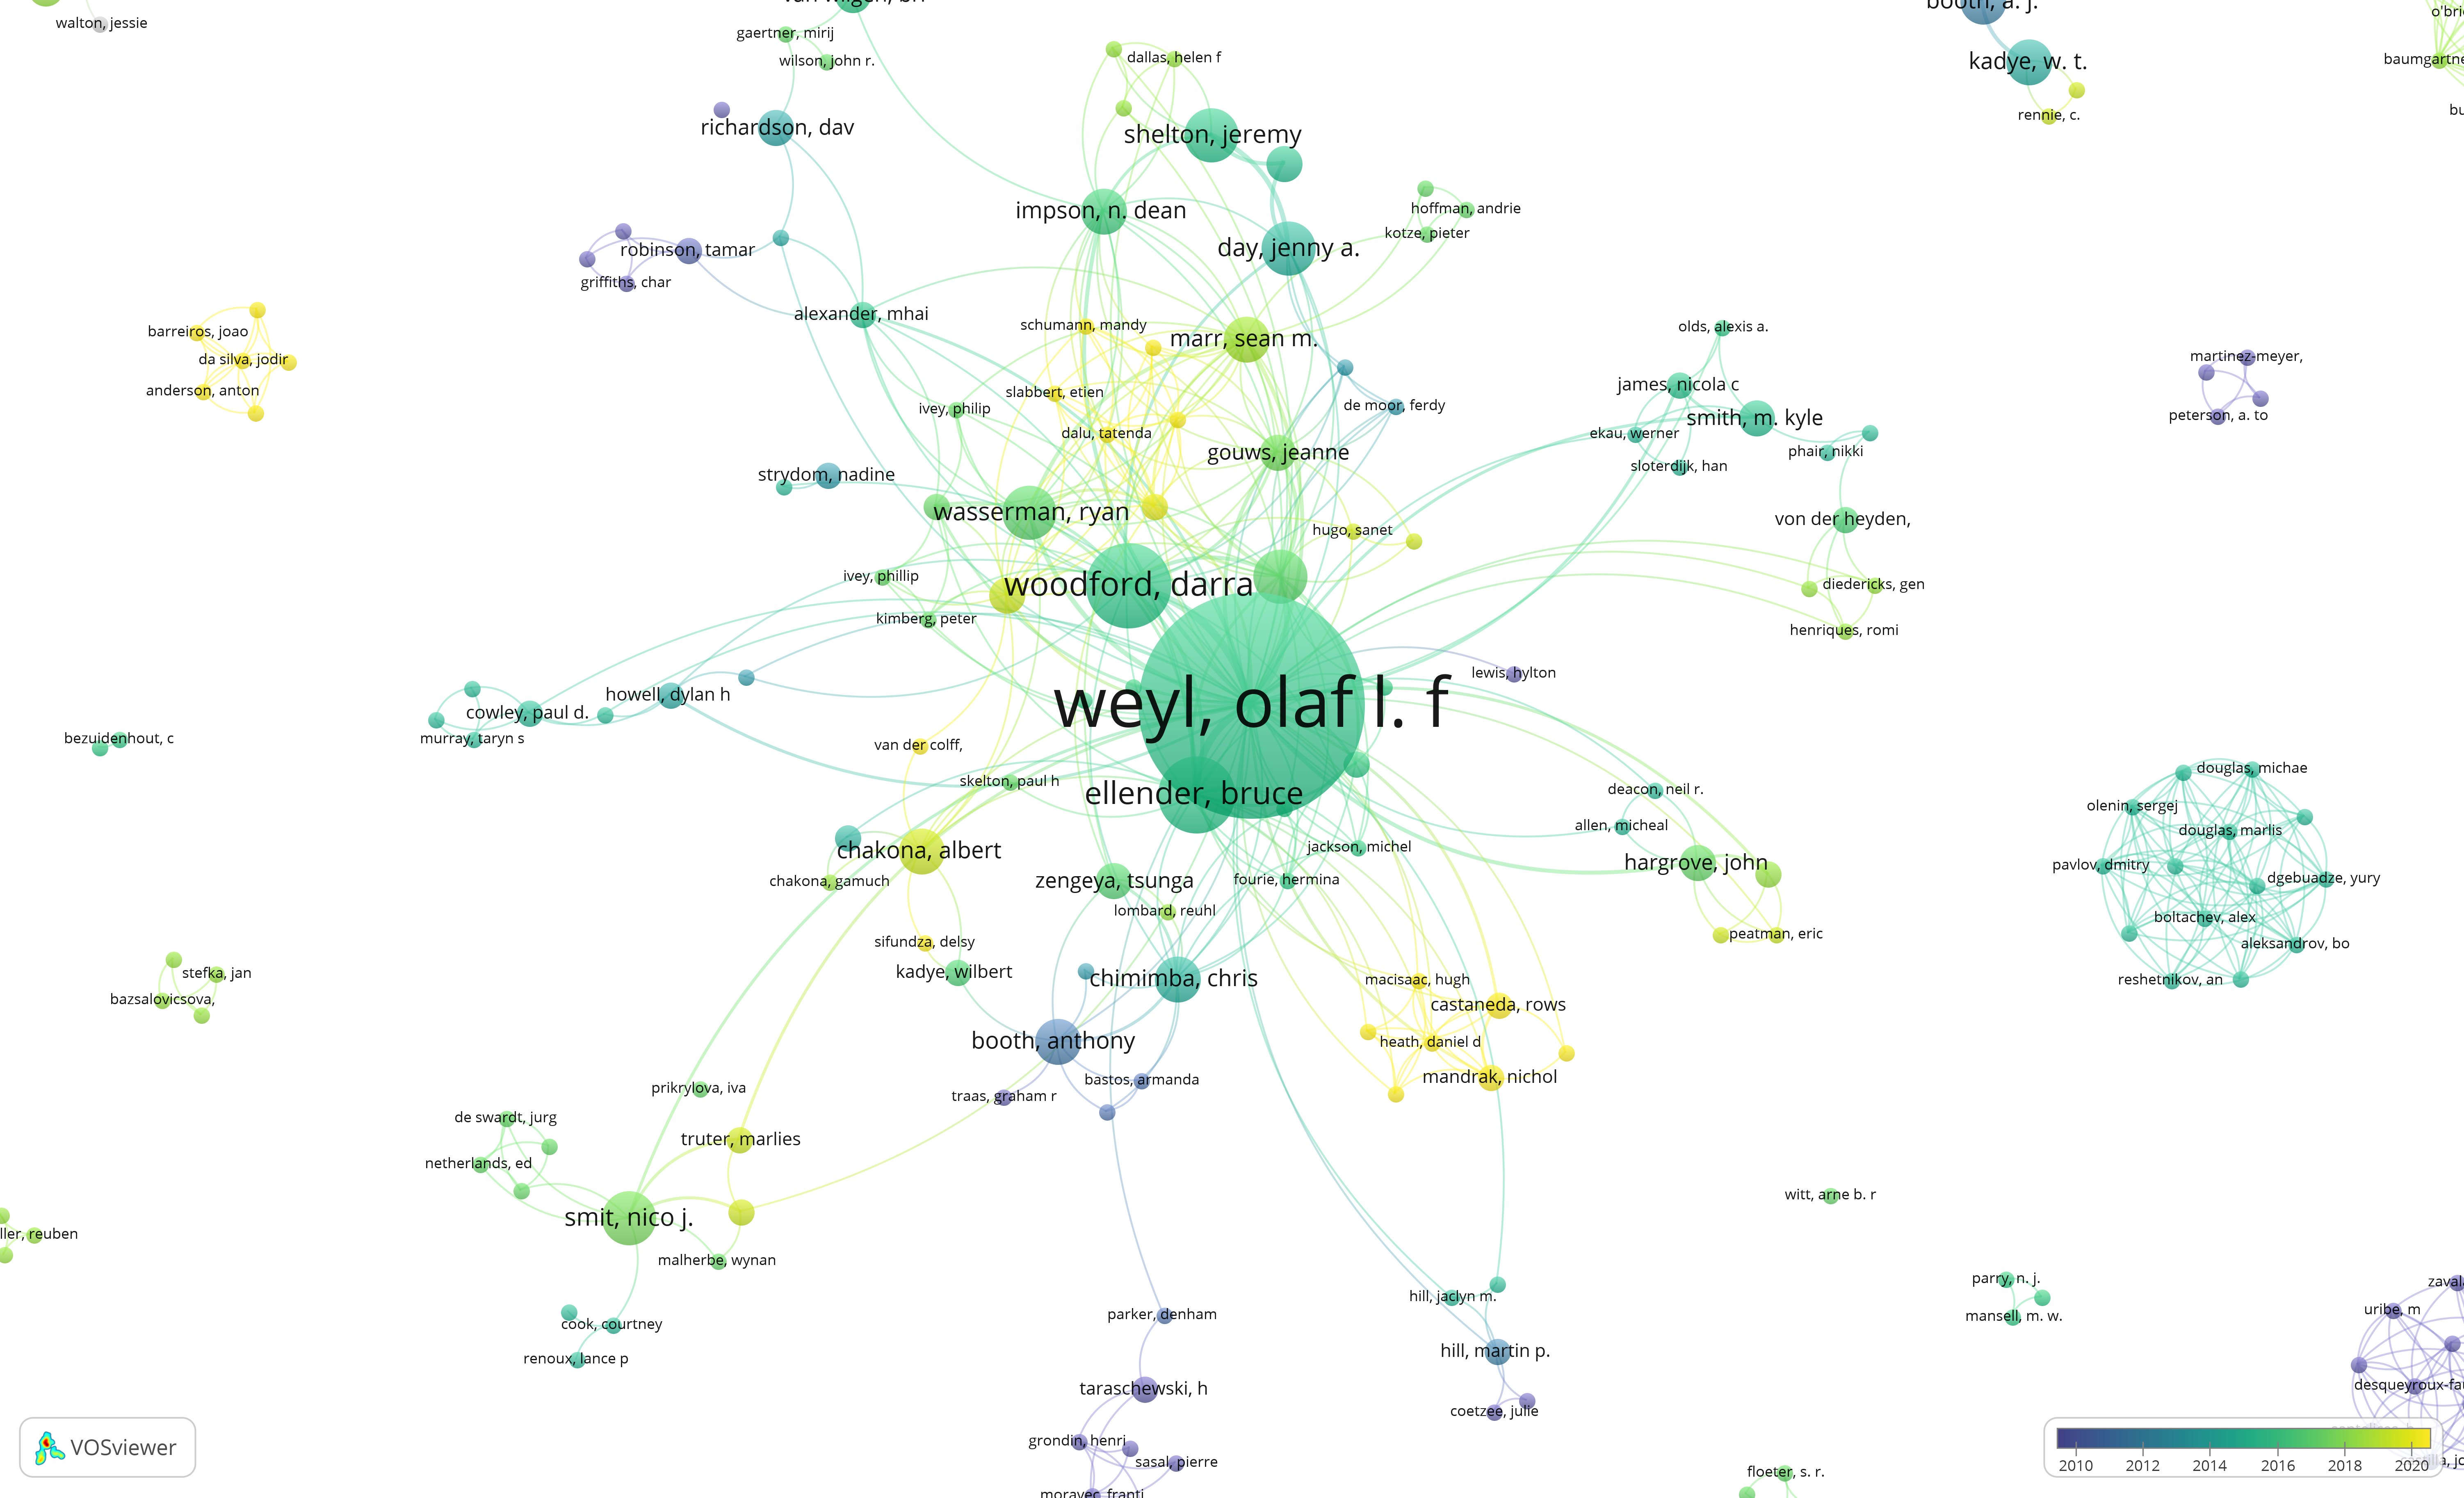 van wilgen, bri
booth, a. j.
o'bri
walton, jessie
gaertner, mirij
wilson, john r.
dallas, helen f
kadye, w. t.
baumgartne
rennie, c.
bu
richardson, dav
shelton, jeremy
impson, n. dean
hoffman, andrie
kotze, pieter
robinson, tamar
day, jenny a.
griffiths, char
alexander, mhai
schumann, mandy
marr, sean m.
olds, alexis a.
barreiros, joao
da silva, jodir
anderson, anton
martinez-meyer,
peterson, a. to
james, nicola c
smith, m. kyle
slabbert, etien
ivey, philip
de moor, ferdy
dalu, tatenda
ekau, werner
phair, nikki
gouws, jeanne
sloterdijk, han
strydom, nadine
wasserman, ryan
hugo, sanet
von der heyden,
ivey, phillip
woodford, darra
diedericks, gen
kimberg, peter
henriques, romi
lewis, hylton
howell, dylan h
weyl, olaf l. f
cowley, paul d.
murray, taryn s
bezuidenhout, c
van der colff,
skelton, paul h
ellender, bruce
deacon, neil r.
douglas, michae
olenin, sergej
allen, micheal
douglas, marlis
chakona, albert
jackson, michel
hargrove, john
pavlov, dmitry
dgebuadze, yury
chakona, gamuch
zengeya, tsunga
fourie, hermina
lombard, reuhl
boltachev, alex
peatman, eric
sifundza, delsy
aleksandrov, bo
kadye, wilbert
chimimba, chris
macisaac, hugh
reshetnikov, an
stefka, jan
bazsalovicsova,
castaneda, rows
booth, anthony
heath, daniel d
mandrak, nichol
bastos, armanda
traas, graham r
prikrylova, iva
de swardt, jurg
truter, marlies
netherlands, ed
witt, arne b. r
smit, nico j.
ller, reuben
malherbe, wynan
parry, n. j.
zavala
hill, jaclyn m.
uribe, m
parker, denham
mansell, m. w.
cook, courtney
renoux, lance p
hill, martin p.
taraschewski, h
desqueyroux-fau
coetzee, julie
grondin, henri
sasal, pierre
VOSviewer
floeter, s. r.
moravec, franti
2010 2012 2014 2016 2018 2020